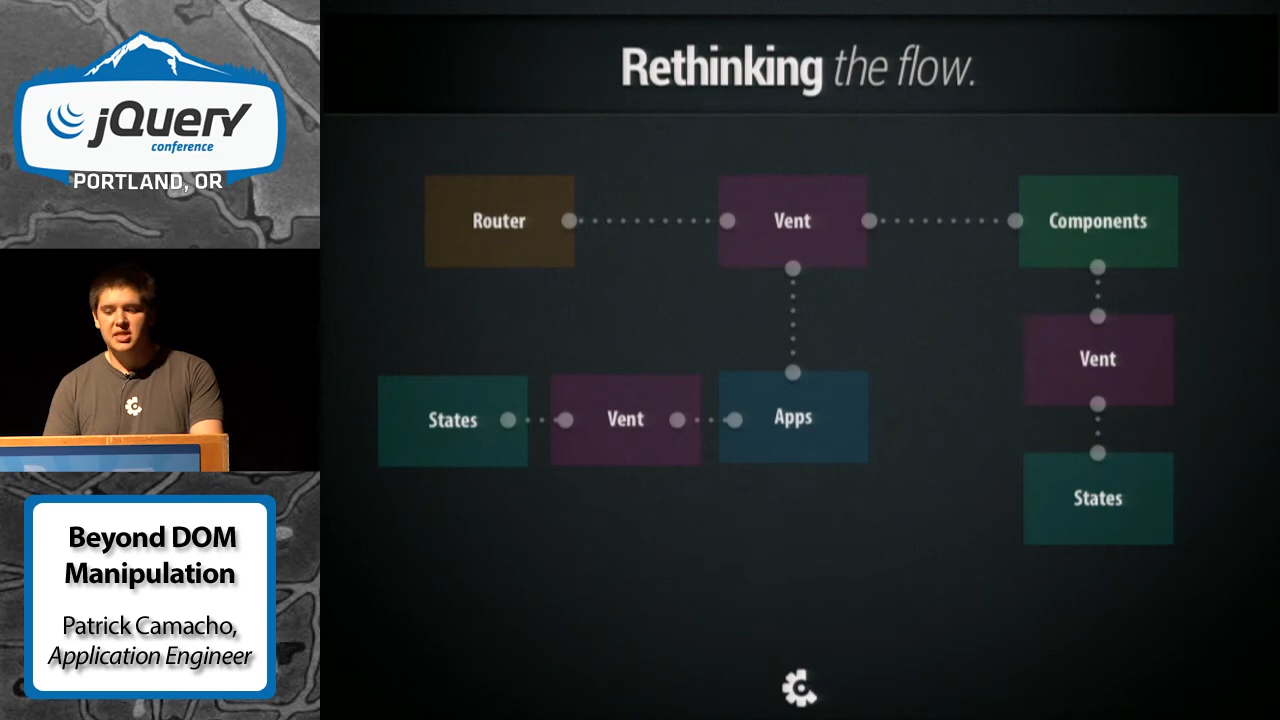 jQuery
conference
PORTLAND, OR
Beyond DOM
Manipulation
Patrick Camacho,
Application Engineer
Rethinking the flow.
Router
Vent
Components
Vent
States
Vent
Apps
States